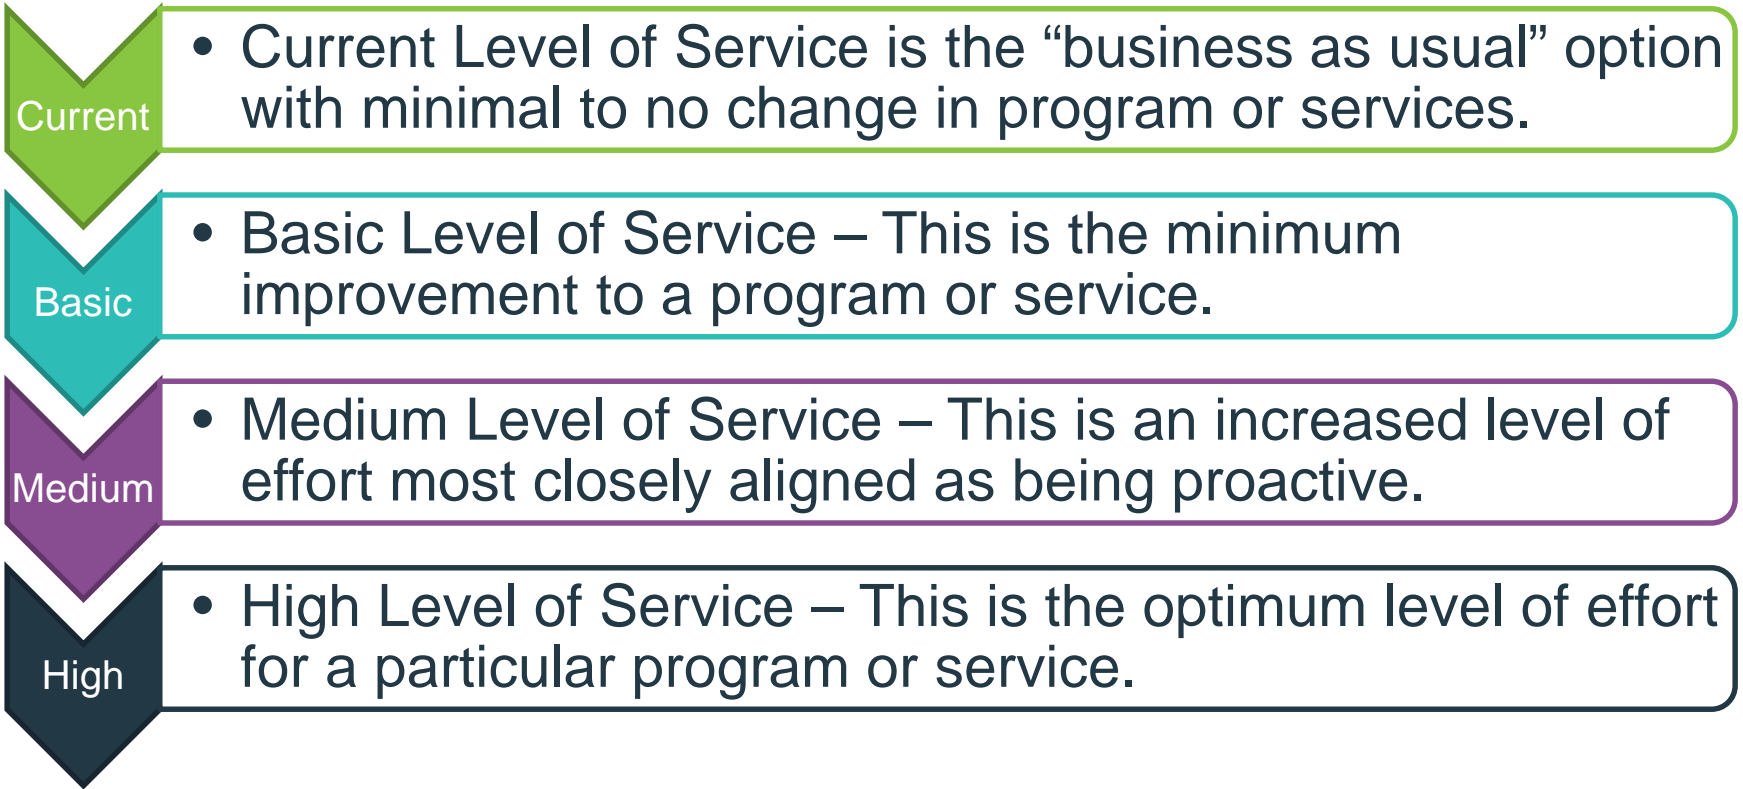 Current
• Current Level of Service is the “business as usual” option
with minimal to no change in program or services.
Basic
• Basic Level of Service – This is the minimum
improvement to a program or service.
Medium
• Medium Level of Service – This is an increased level of
effort most closely aligned as being proactive.
High
• High Level of Service – This is the optimum level of effort
for a particular program or service.